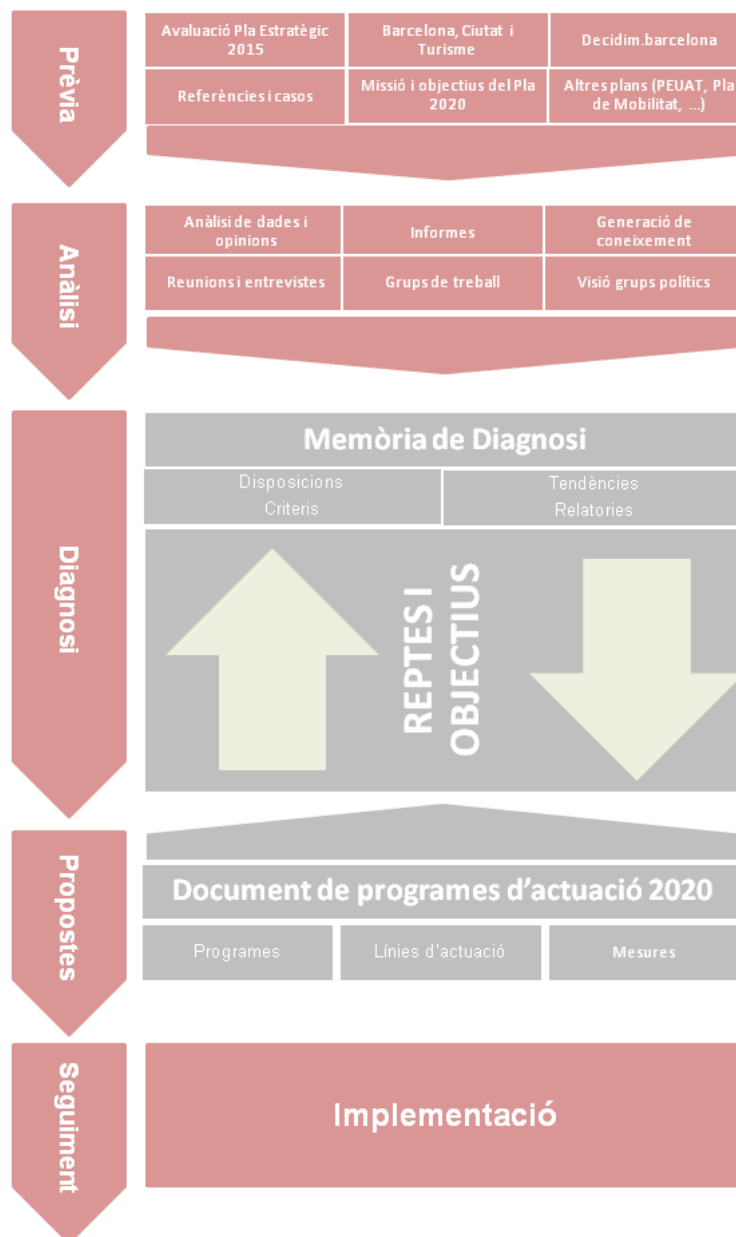 Prèvia
Avaluació Pla Estratègic
2015
Barcelona, Ciutat i
Turisme
Decidim.barcelona
Referències i casos
Missió i objectius del Pla
2020
Altres plans (PEUAT, Pla
de Mobilitat, ...)
Anàlisi
Anàlisi de dades i
opinions
Informes
Generació de
coneixement
Reunions i entrevistes
Grups de treball
Visió grups polítics
Diagnosi
Memòria de Diagnosi
Disposicions
Criteris
Tendències
Relatories
REPTES I
OBJECTIUS
Propostes
Document de programes d'actuació 2020
Programes
Línies d'actuació
Mesures
Seguiment
Implementació